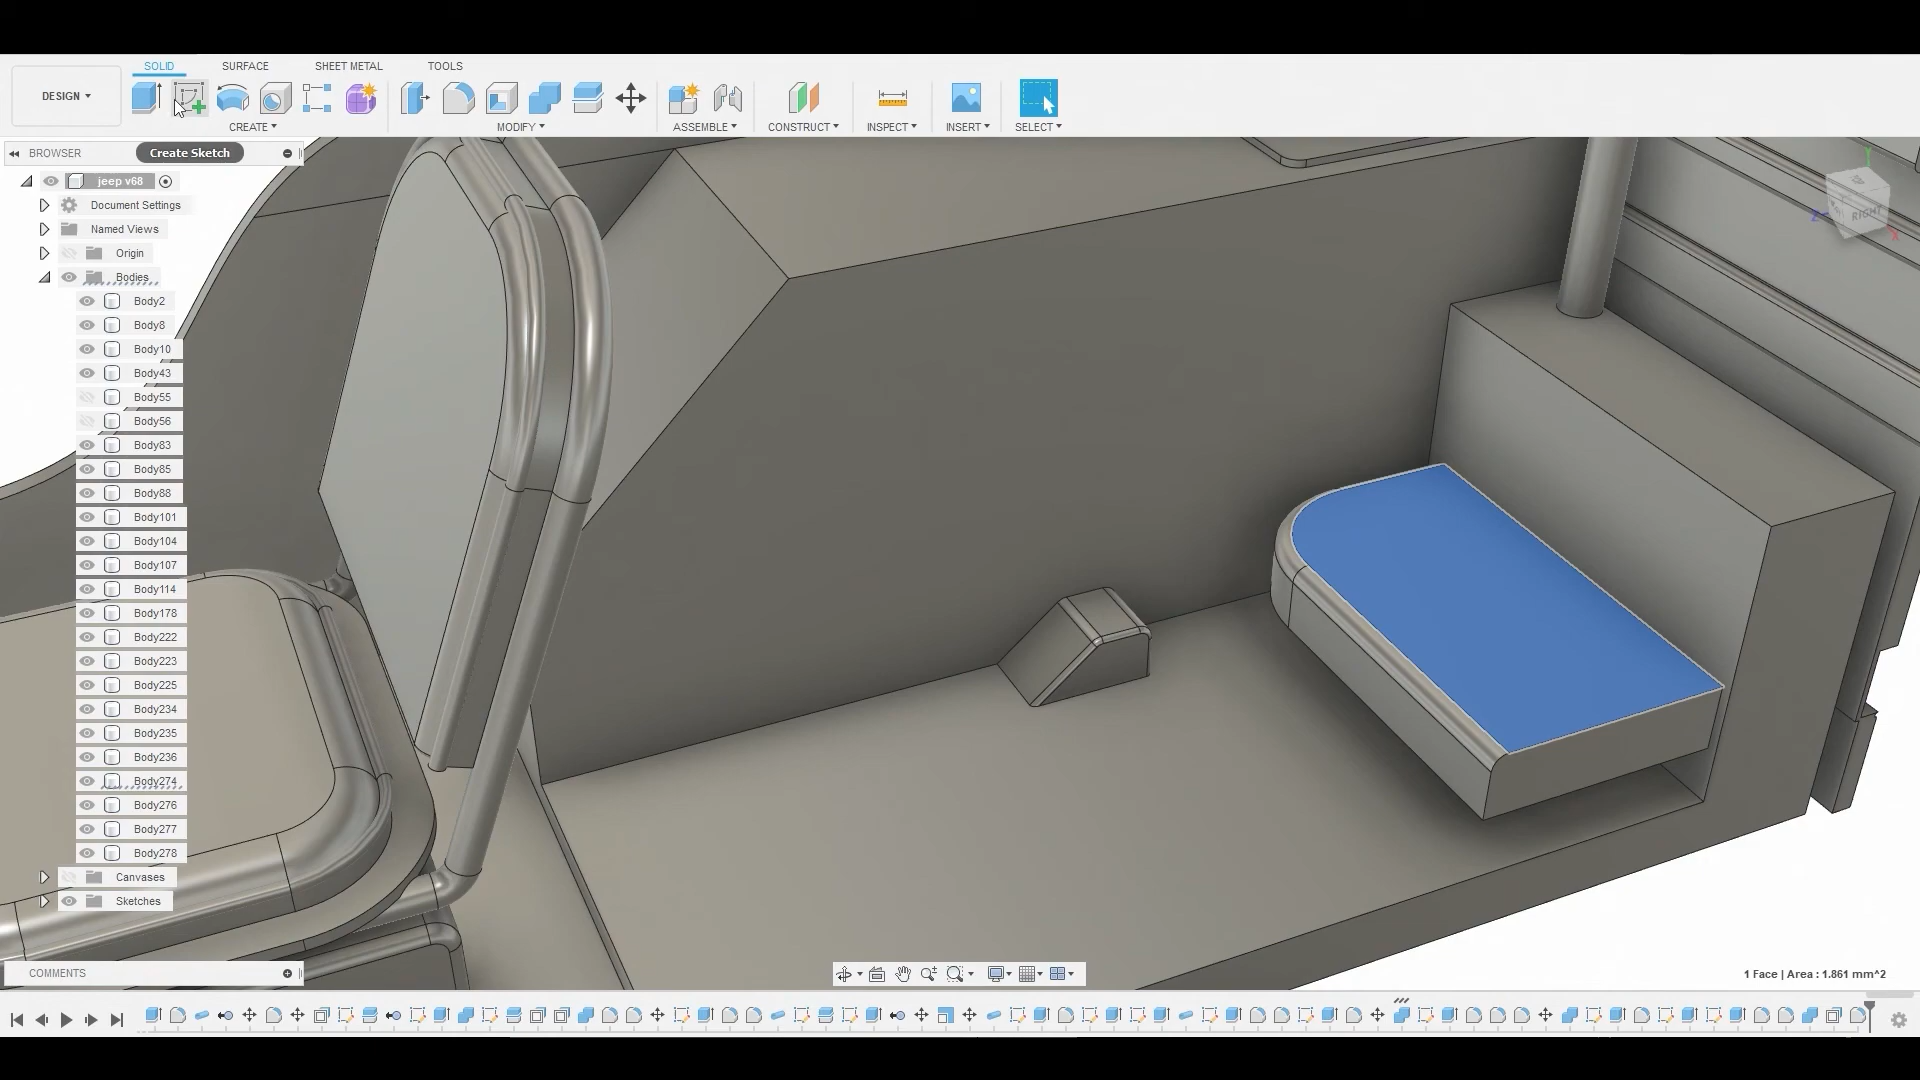 SOLID SURFACE SHEET METAL TOOLS
DESIGN
CREATE MODIFY ASSEMBLE CONSTRUCT INSPECT INSERT SELECT
BROWSER
Create Sketch
jeep v68
Document Settings
Named Views
Origin
Bodies
Body2
Body8
Body10
Body43
Body55
Body56
Body83
Body85
Body88
Body101
Body104
Body107
Body114
Body178
Body222
Body223
Body225
Body234
Body235
Body236
Body274
Body276
Body277
Body278
Canvases
Sketches
COMMENTS
Y
Z
X
RIGHT
1 Face | Area : 1.861 mm^2